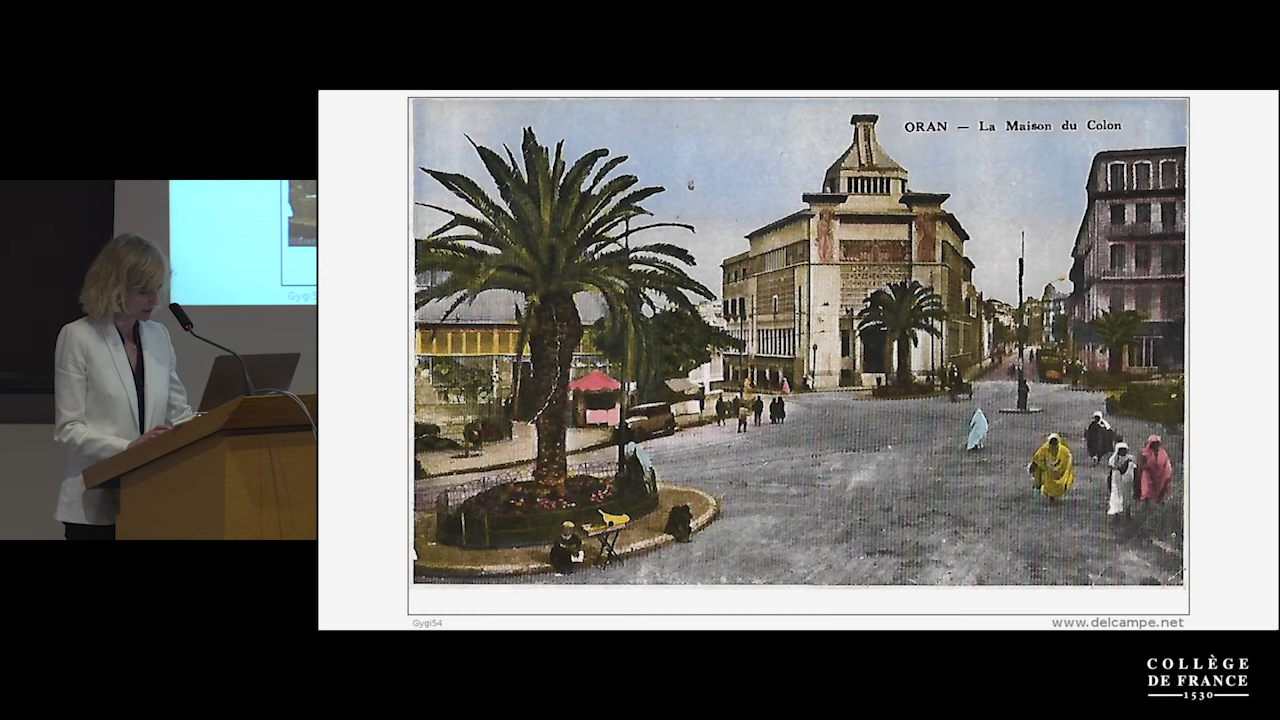 ORAN — La Maison du Colon
Gygi54
www.delcampe.net
COLLÈGE
DE FRANCE
1530